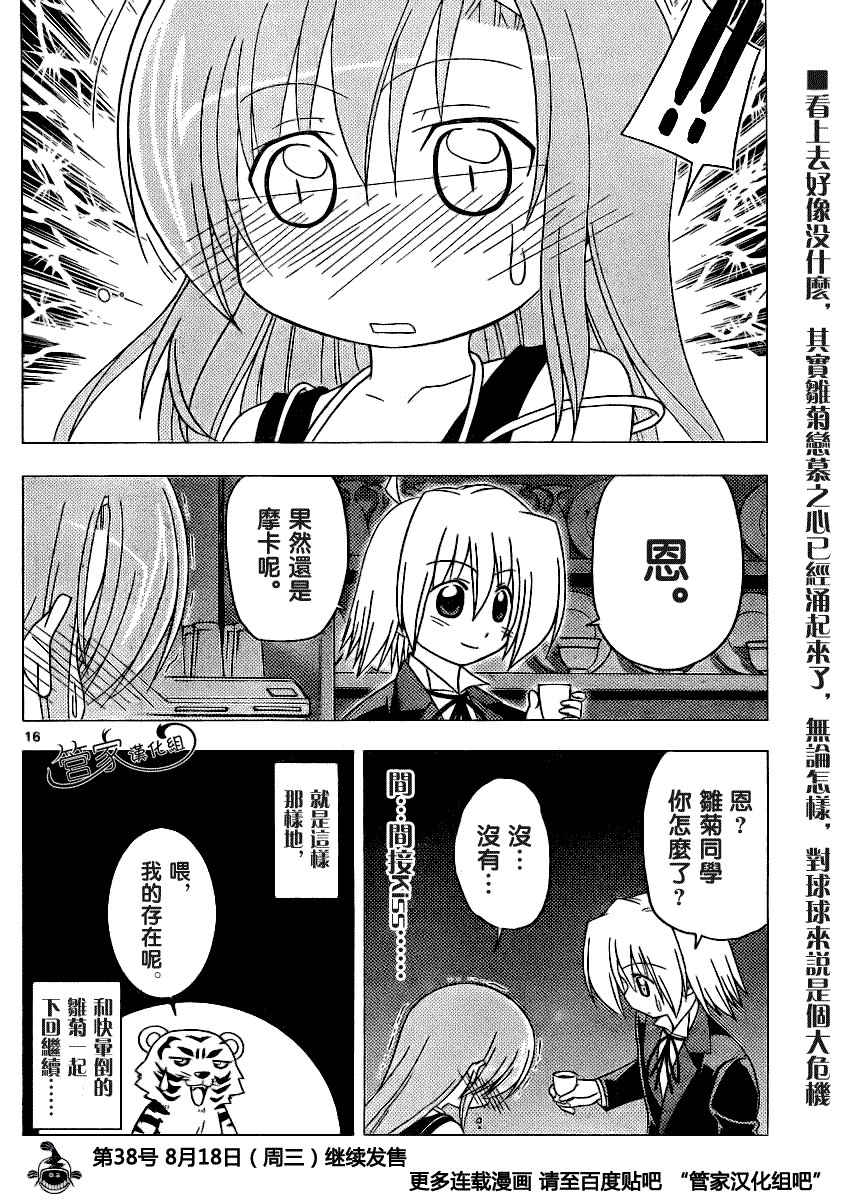 !!
■看上去好像没什麼，其實雛菊戀慕之心已經涌起來了，無論怎樣，對球球來説是個大危機
恩。
果然還是
摩卡呢。
16
管家漢化組
恩？
雛菊同學
你怎麼了？
沒…
沒有…
間…間接Kiss………
就是這樣
那樣地，
喂，
我的存在呢。
和快暈倒的
雛菊一起
下回繼續……
第38号 8月18日（周三）继续发售
更多连载漫画 请至百度贴吧 “管家汉化组吧”